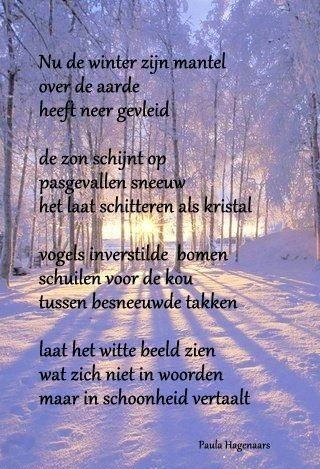 Nu de winter zijn mantel
over de aarde
heeft neer gevleid
de zon schijnt op
pasgevallen sneeuw
het laat schitteren als kristal
vogels inverstilde bomen
schuilen voor de kou
tussen besneeuwde takken
laat het witte beeld zien
wat zich niet in woorden
maar in schoonheid vertaalt
Paula Hagenaars